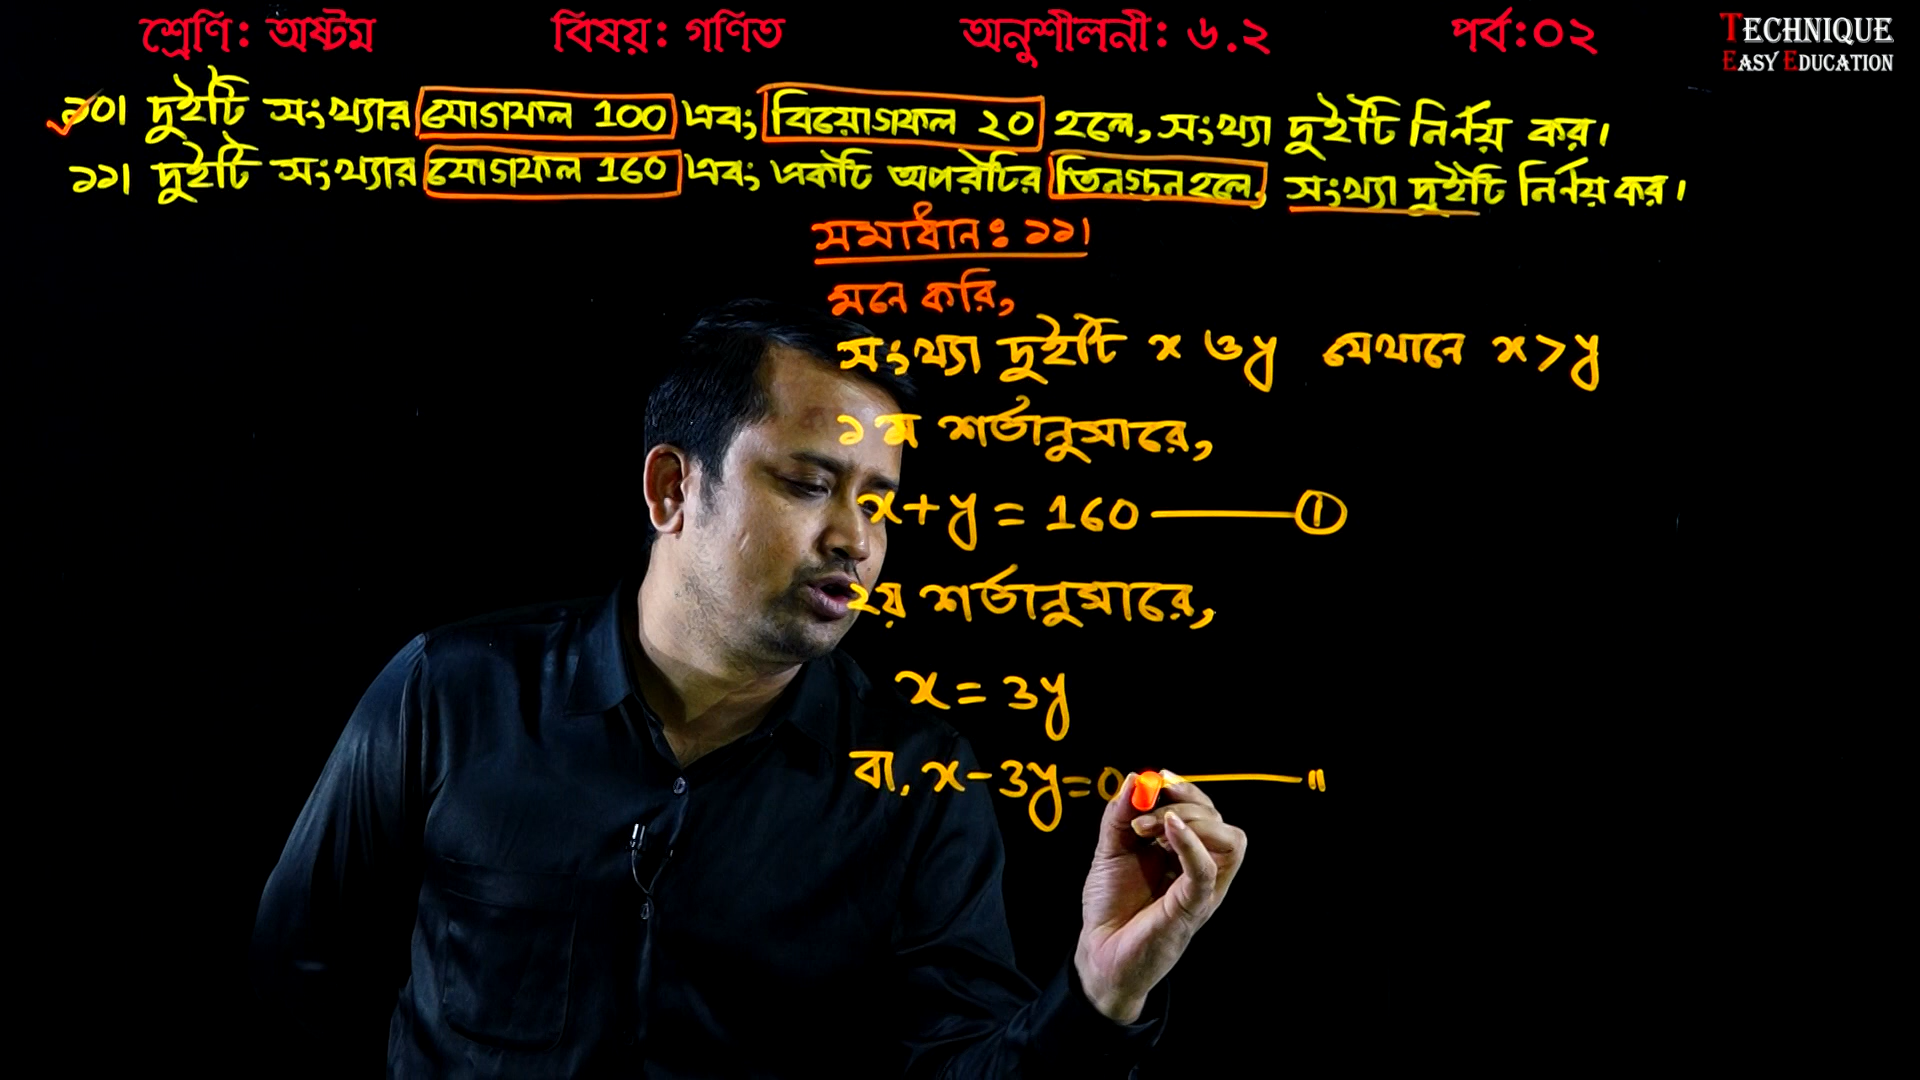 শ্রেণি: অষ্টম বিষয়: গণিত অনুশীলনী: ৬.২ পর্ব:০২
TECHNIQUE
EASY EDUCATION
১০। দুইটি সংখ্যার যোগফল 100 এবং বিয়োগফল ২০ হলে, সংখ্যা দুইটি নির্ণয় কর।
১১। দুইটি সংখ্যার যোগফল 160 এবং একটি অপরটির তিনগুন হলে, সংখ্যা দুইটি নির্ণয় কর।
সমাধান: ১১।
মনে করি,
সংখ্যা দুইটি x ও y যেখানে x > y
১ম শর্তানুসারে,
x + y = 160 ——— ①
২য় শর্তানুসারে,
x = 3y
বা, x - 3y = 0 ——— "